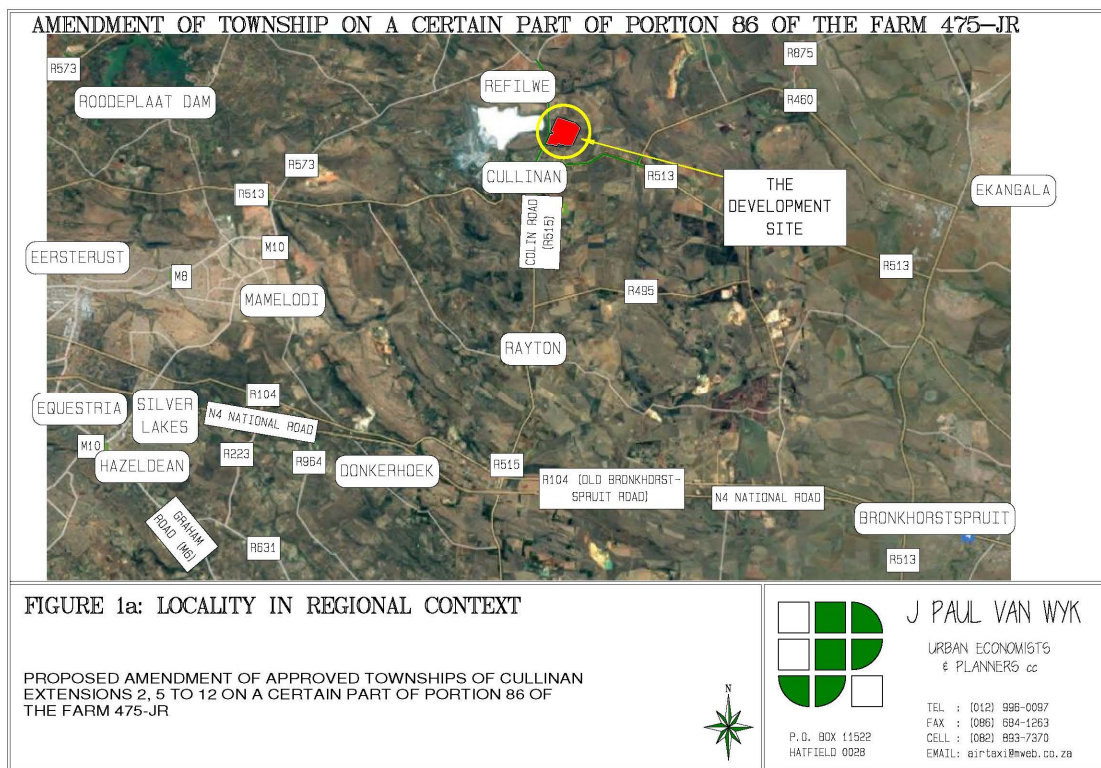 AMENDMENT OF TOWNSHIP ON A CERTAIN PART OF PORTION 86 OF THE FARM 475-JR
R573
ROODEPLAAT DAM
REFILWE
R875
R460
R573
R513
CULLINAN
R513
THE
DEVELOPMENT
SITE
EKANGALA
COLIN ROAD
(R515)
M10
EERSTERUST
M8
R513
MAMELODI
R495
RAYTON
R104
EQUESTRIA
SILVER
LAKES
N4 NATIONAL ROAD
M10
HAZELDEAN
R223
R964
DONKERHOEK
R515
R104 (OLD BRONKHORST-
SPRUIT ROAD)
N4 NATIONAL ROAD
BRONKHORSTSPRUIT
GRAHAM
ROAD (M6)
R631
R513
FIGURE 1a: LOCALITY IN REGIONAL CONTEXT
PROPOSED AMENDMENT OF APPROVED TOWNSHIPS OF CULLINAN
EXTENSIONS 2, 5 TO 12 ON A CERTAIN PART OF PORTION 86 OF
THE FARM 475-JR
N
J PAUL VAN WYK
URBAN ECONOMISTS
& PLANNERS cc
P.O. BOX 11522
HATFIELD 0028
TEL : (012) 996-0097
FAX : (086) 684-1263
CELL : (082) 893-7370
EMAIL: airtaxi@mweb.co.za